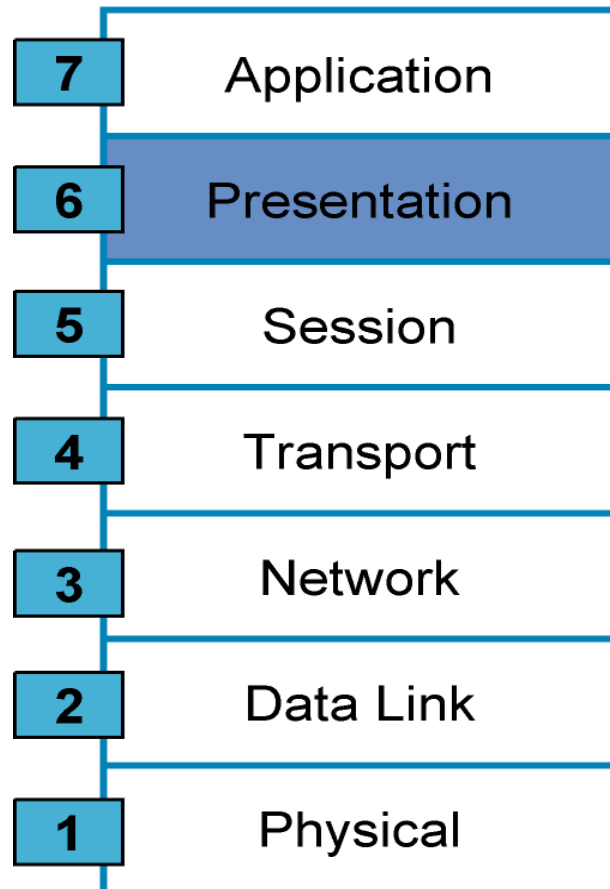 7 Application
6 Presentation
5 Session
4 Transport
3 Network
2 Data Link
1 Physical